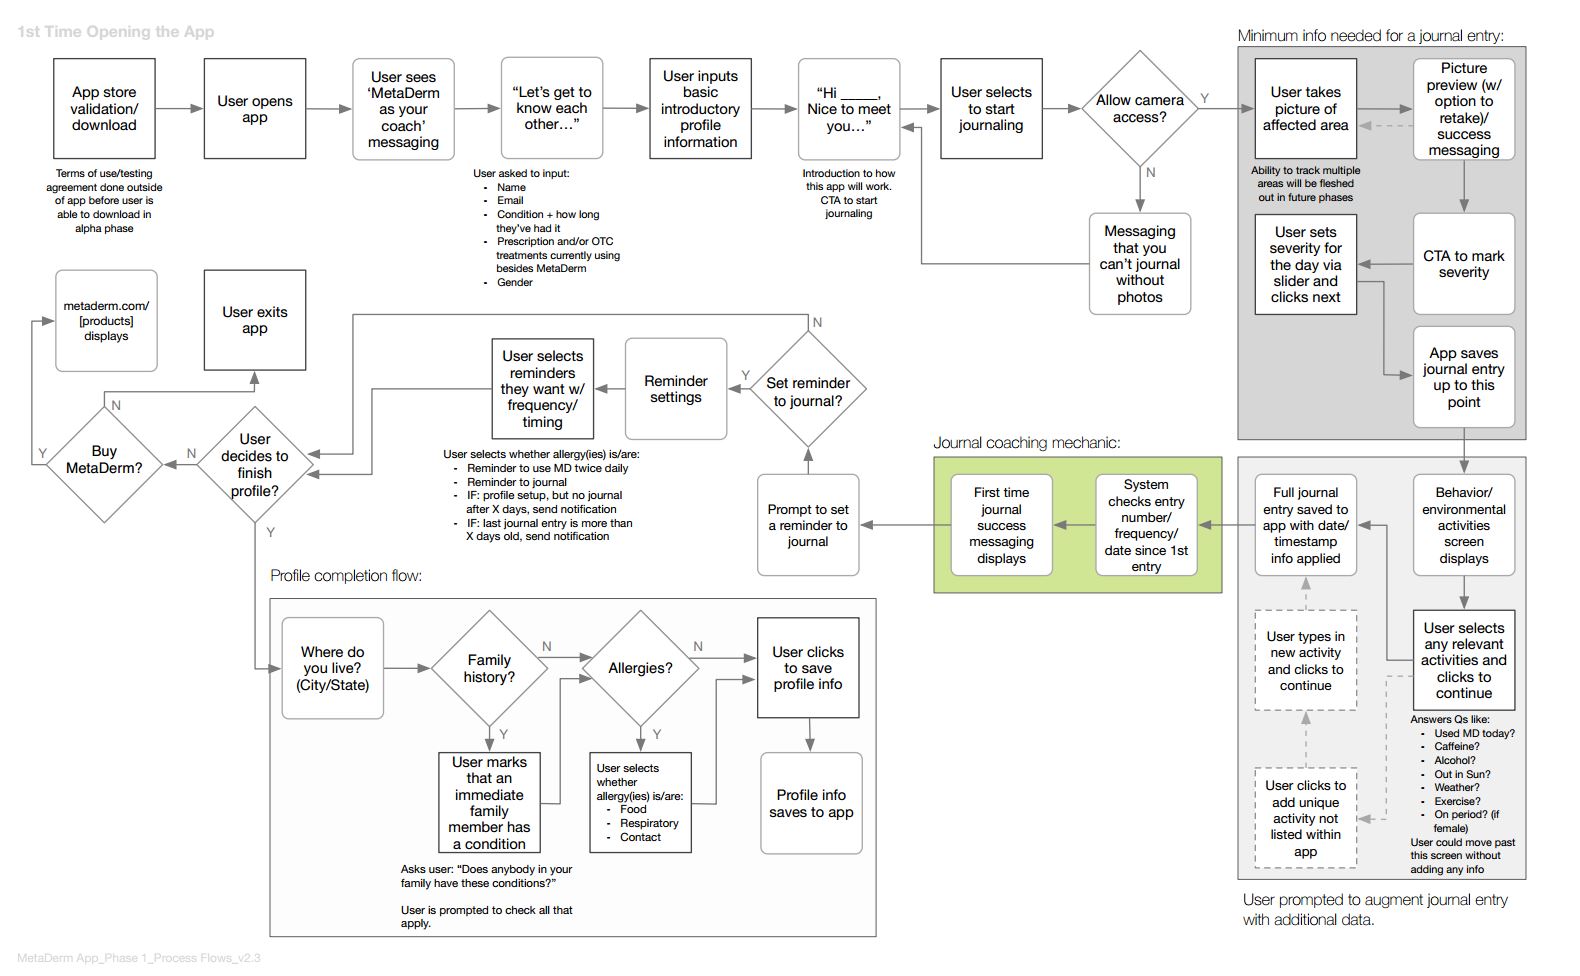 1st Time Opening the App
App store
validation/
download
Terms of use/testing
agreement done outside
of app before user is
able to download in
alpha phase
User opens
app
User sees
‘MetaDerm
as your
coach’
messaging
“Let’s get to
know each
other…”
User asked to input:
- Name
- Email
- Condition + how long
they’ve had it
- Prescription and/or OTC
treatments currently using
besides MetaDerm
- Gender
User inputs
basic
introductory
profile
information
“Hi _____,
Nice to meet
you…”
Introduction to how
this app will work.
CTA to start
journaling
User selects
to start
journaling
Allow camera
access?
Y
N
Messaging
that you
can’t journal
without
photos
Minimum info needed for a journal entry:
User takes
picture of
affected area
Ability to track multiple
areas will be fleshed
out in future phases
Picture
preview (w/
option to
retake)/
success
messaging
CTA to mark
severity
User sets
severity for
the day via
slider and
clicks next
App saves
journal entry
up to this
point
Behavior/
environmental
activities
screen
displays
User selects
any relevant
activities and
clicks to
continue
Answers Qs like:
- Used MD today?
- Caffeine?
- Alcohol?
- Out in Sun?
- Weather?
- Exercise?
- On period? (if
female)
User could move past
this screen without
adding any info
User clicks to
add unique
activity not
listed within
app
User types in
new activity
and clicks to
continue
Full journal
entry saved to
app with date/
timestamp
info applied
User prompted to augment journal entry
with additional data.
Journal coaching mechanic:
System
checks entry
number/
frequency/
date since 1st
entry
First time
journal
success
messaging
displays
Prompt to set
a reminder to
journal
Set reminder
to journal?
N
Y
Reminder
settings
User selects
reminders
they want w/
frequency/
timing
User selects whether allergy(ies) is/are:
- Reminder to use MD twice daily
- Reminder to journal
- IF: profile setup, but no journal
after X days, send notification
- IF: last journal entry is more than
X days old, send notification
User
decides to
finish
profile?
N
Y
Buy
MetaDerm?
N
Y
User exits
app
metaderm.com/
[products]
displays
Profile completion flow:
Where do
you live?
(City/State)
Family
history?
N
Y
User marks
that an
immediate
family
member has
a condition
Asks user: “Does anybody in your
family have these conditions?”
User is prompted to check all that
apply.
Allergies?
N
Y
User selects
whether
allergy(ies) is/are:
- Food
- Respiratory
- Contact
User clicks
to save
profile info
Profile info
saves to app
MetaDerm App_Phase 1_Process Flows_v2.3